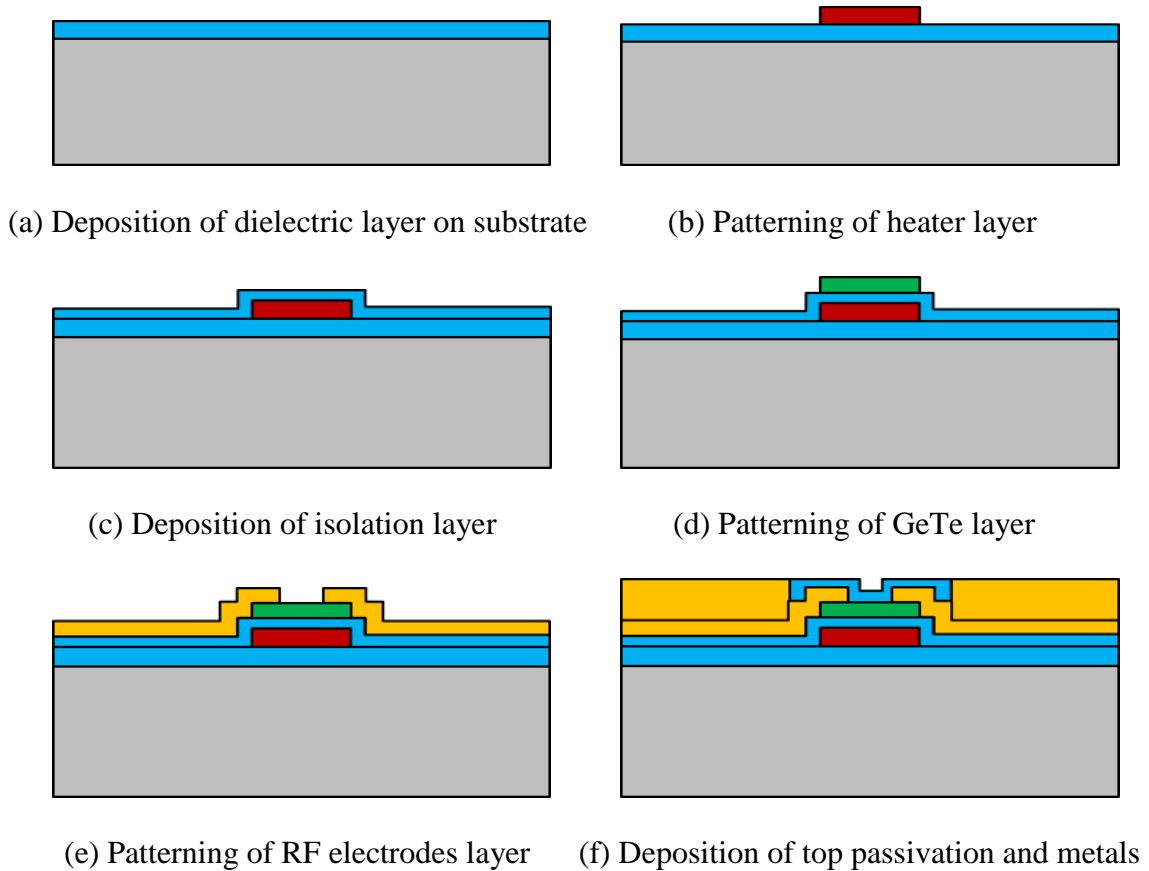 (a) Deposition of dielectric layer on substrate
(b) Patterning of heater layer
(c) Deposition of isolation layer
(d) Patterning of GeTe layer
(e) Patterning of RF electrodes layer
(f) Deposition of top passivation and metals